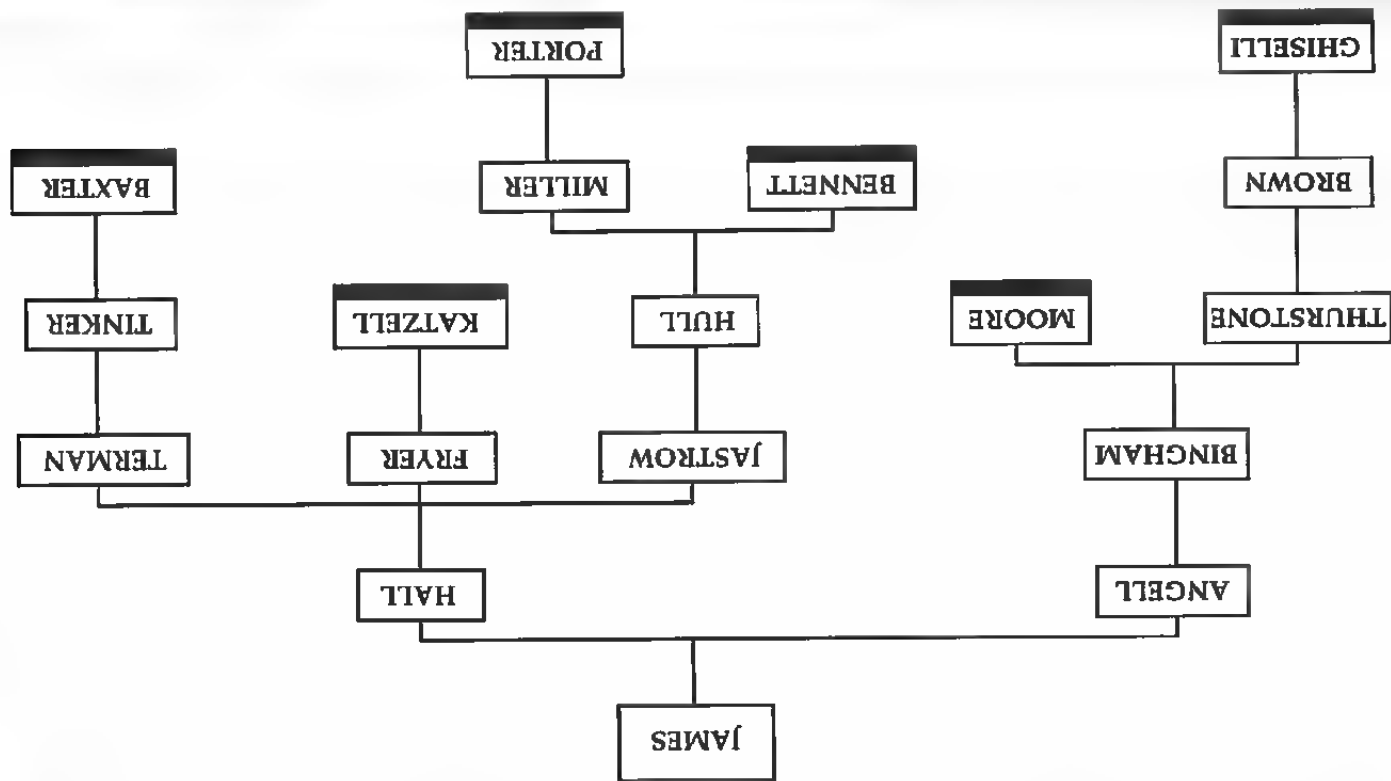 JAMES
ANGELL
HALL
BINGHAM
JASTROW
FRYER
TERMAN
THURSTONE
MOORE
HULL
KATZELL
TINKER
BROWN
BENNETT
MILLER
BAXTER
GHISELLI
PORTER